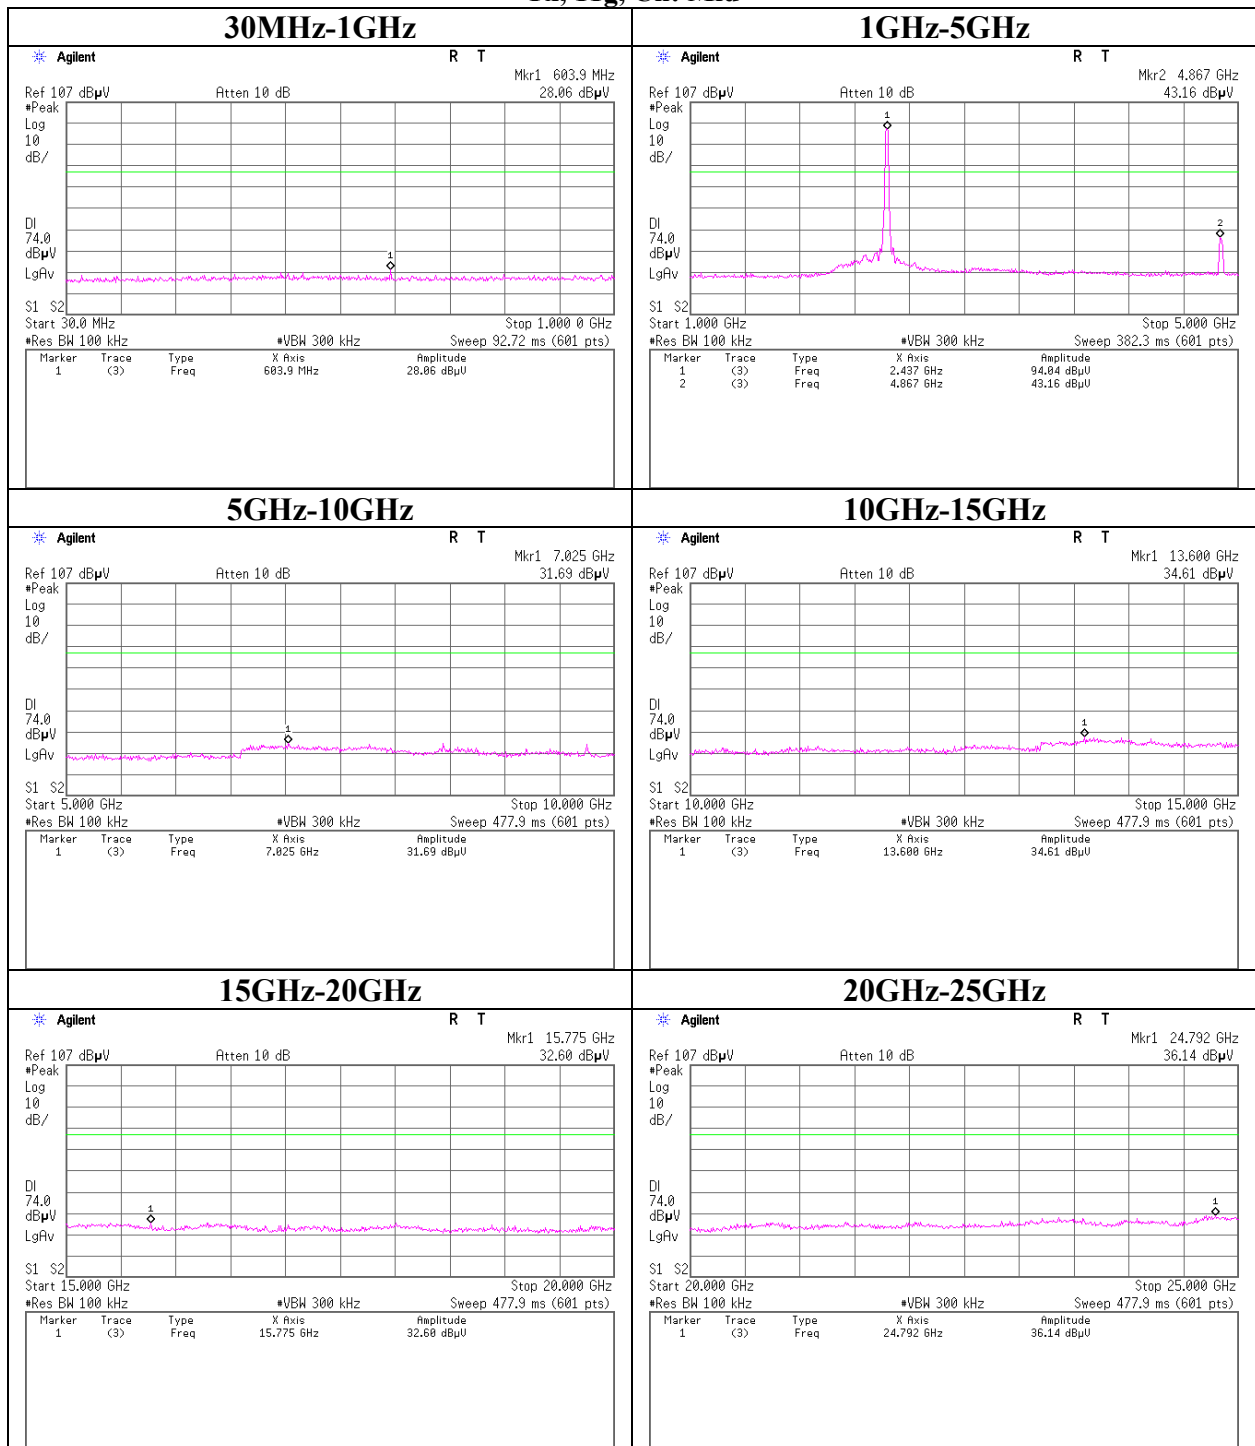 30MHz-1GHz
Agilent R T
Mkr1 603.9 MHz
Ref 107 dBµV Atten 10 dB 28.06 dBµV
#Peak
Log
10
dB/
1
DI
74.0
dBµV
LgAv
S1 S2
Start 30.0 MHz Stop 1.000 0 GHz
#Res BW 100 kHz #VBW 300 kHz Sweep 92.72 ms (601 pts)
Marker Trace Type X Axis Amplitude
1 (3) Freq 603.9 MHz 28.06 dBµV
1GHz-5GHz
Agilent R T
Mkr2 4.867 GHz
Ref 107 dBµV Atten 10 dB 43.16 dBµV
#Peak
Log
10
dB/
1
2
DI
74.0
dBµV
LgAv
S1 S2
Start 1.000 GHz Stop 5.000 GHz
#Res BW 100 kHz #VBW 300 kHz Sweep 382.3 ms (601 pts)
Marker Trace Type X Axis Amplitude
1 (3) Freq 2.437 GHz 94.04 dBµV
2 (3) Freq 4.867 GHz 43.16 dBµV
5GHz-10GHz
Agilent R T
Mkr1 7.025 GHz
Ref 107 dBµV Atten 10 dB 31.69 dBµV
#Peak
Log
10
dB/
1
DI
74.0
dBµV
LgAv
S1 S2
Start 5.000 GHz Stop 10.000 GHz
#Res BW 100 kHz #VBW 300 kHz Sweep 477.9 ms (601 pts)
Marker Trace Type X Axis Amplitude
1 (3) Freq 7.025 GHz 31.69 dBµV
10GHz-15GHz
Agilent R T
Mkr1 13.600 GHz
Ref 107 dBµV Atten 10 dB 34.61 dBµV
#Peak
Log
10
dB/
1
DI
74.0
dBµV
LgAv
S1 S2
Start 10.000 GHz Stop 15.000 GHz
#Res BW 100 kHz #VBW 300 kHz Sweep 477.9 ms (601 pts)
Marker Trace Type X Axis Amplitude
1 (3) Freq 13.600 GHz 34.61 dBµV
15GHz-20GHz
Agilent R T
Mkr1 15.775 GHz
Ref 107 dBµV Atten 10 dB 32.60 dBµV
#Peak
Log
10
dB/
1
DI
74.0
dBµV
LgAv
S1 S2
Start 15.000 GHz Stop 20.000 GHz
#Res BW 100 kHz #VBW 300 kHz Sweep 477.9 ms (601 pts)
Marker Trace Type X Axis Amplitude
1 (3) Freq 15.775 GHz 32.60 dBµV
20GHz-25GHz
Agilent R T
Mkr1 24.792 GHz
Ref 107 dBµV Atten 10 dB 36.14 dBµV
#Peak
Log
10
dB/
1
DI
74.0
dBµV
LgAv
S1 S2
Start 20.000 GHz Stop 25.000 GHz
#Res BW 100 kHz #VBW 300 kHz Sweep 477.9 ms (601 pts)
Marker Trace Type X Axis Amplitude
1 (3) Freq 24.792 GHz 36.14 dBµV